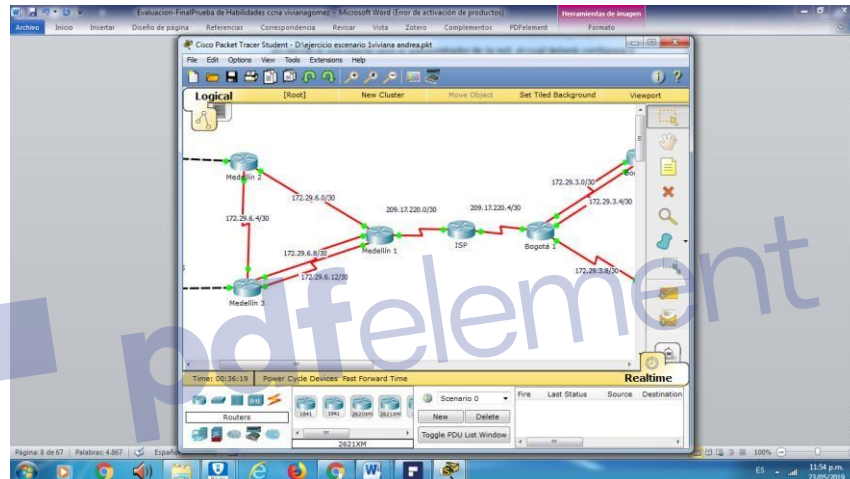 Evaluacion-FinalPrueba de Habilidades ccna vivianagomez - Microsoft Word (Error de activación de productos)
Herramientas de imagen
Archivo Inicio Insertar Diseño de página Referencias Correspondencia Revisar Vista Zotero Complementos PDFelement Formato
Cisco Packet Tracer Student - D:\ejercicio escenario 1viviana andrea.pkt
File Edit Options View Tools Extensions Help
Logical [Root] New Cluster Move Object Set Tiled Background Viewport
Medellin 2
172.29.6.0/30
172.29.6.4/30
209.17.220.0/30
209.17.220.4/30
172.29.3.0/30
172.29.3.4/30
Medellin 1
ISP
Bogotá 1
172.29.6.8/30
172.29.6.12/30
172.29.3.8/30
Medellin 3
pdfelement
Time: 00:36:19 Power Cycle Devices Fast Forward Time Realtime
Routers
1841 1941 2620XM 2621XM
2621XM
Scenario 0
New Delete
Toggle PDU List Window
Fire Last Status Source Destination
Página: 8 de 67 Palabras: 4.867 Español
100%
ES 11:54 p.m.
23/05/2019